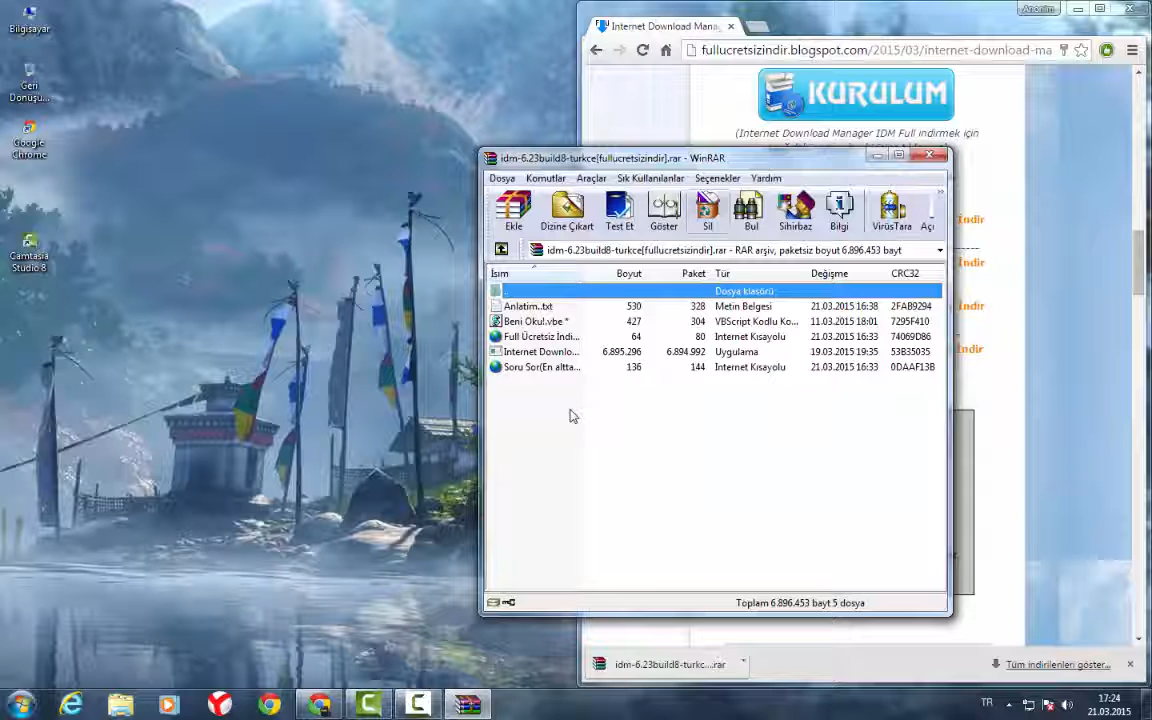 Bilgisayar
Geri
Dönüşü...
Google
Chrome
Camtasia
Studio 8
Anonim
Internet Download Mana
fullucretsizindir.blogspot.com/2015/03/internet-download-ma
KURULUM
(Internet Download Manager IDM Full indirmek için
İndir
İndir
İndir
İndir
idm-6.23build8-turkce[fullucretsizindir].rar - WinRAR
Dosya Komutlar Araçlar Sık Kullanılanlar Seçenekler Yardım
Ekle Dizine Çıkart Test Et Göster Sil Bul Sihirbaz Bilgi VirüsTara Açı
idm-6.23build8-turkce[fullucretsizindir].rar - RAR arşiv, paketsiz boyut 6.896.453 bayt
İsim Boyut Paket Tür Değişme CRC32
.. Dosya klasörü
Anlatim..txt 530 328 Metin Belgesi 21.03.2015 16:38 2FAB9294
Beni Oku!.vbe * 427 304 VBScript Kodlu Ko... 11.03.2015 18:01 7295F410
Full Ücretsiz İndi... 64 80 Internet Kısayolu 21.03.2015 16:33 74069D86
Internet Downlo... 6.895.296 6.894.992 Uygulama 19.03.2015 19:35 53B35035
Soru Sor(En altta... 136 144 Internet Kısayolu 21.03.2015 16:33 0DAAF13B
Toplam 6.896.453 bayt 5 dosya
idm-6.23build8-turkc....rar
Tüm indirilenleri göster...
TR
17:24
21.03.2015